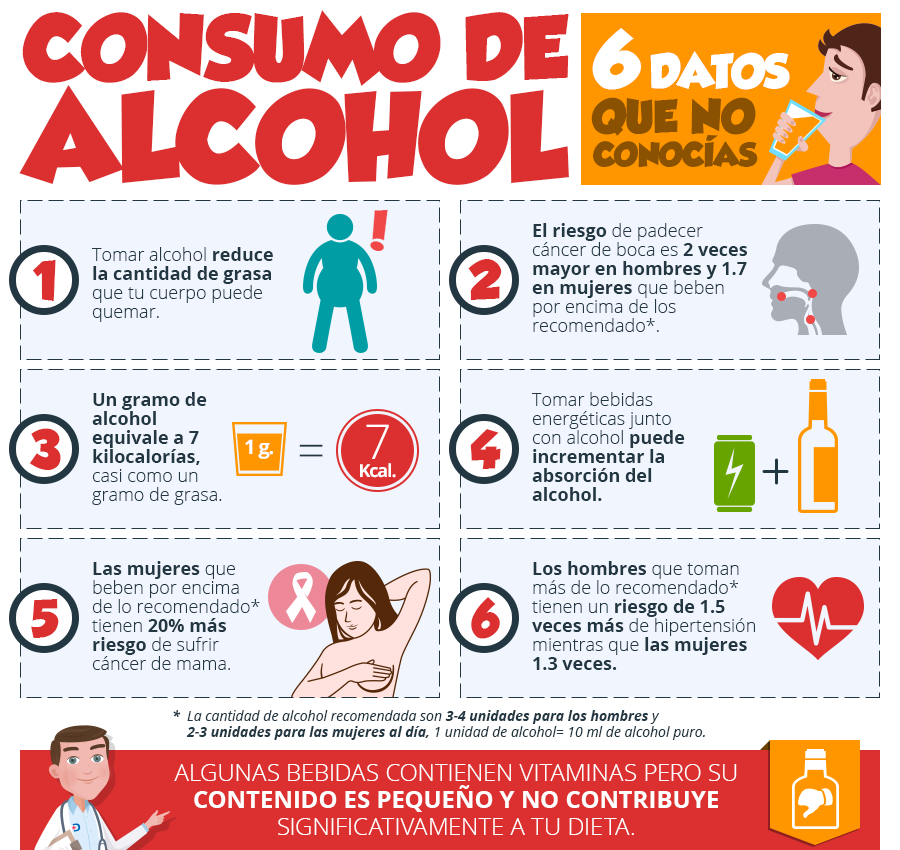 CONSUMO DE
ALCOHOL
6 DATOS
QUE NO
CONOCÍAS
1
Tomar alcohol reduce
la cantidad de grasa
que tu cuerpo puede
quemar.
!
2
El riesgo de padecer
cáncer de boca es 2 veces
mayor en hombres y 1.7
en mujeres que beben
por encima de los
recomendado*.
3
Un gramo de
alcohol
equivale a 7
kilocalorías,
casi como un
gramo de grasa.
1 g.
=
7
Kcal.
4
Tomar bebidas
energéticas junto
con alcohol puede
incrementar la
absorción del
alcohol.
+
5
Las mujeres que
beben por encima
de lo recomendado*
tienen 20% más
riesgo de sufrir
cáncer de mama.
6
Los hombres que toman
más de lo recomendado*
tienen un riesgo de 1.5
veces más de hipertensión
mientras que las mujeres
1.3 veces.
* La cantidad de alcohol recomendada son 3-4 unidades para los hombres y
2-3 unidades para las mujeres al día, 1 unidad de alcohol= 10 ml de alcohol puro.
ALGUNAS BEBIDAS CONTIENEN VITAMINAS PERO SU
CONTENIDO ES PEQUEÑO Y NO CONTRIBUYE
SIGNIFICATIVAMENTE A TU DIETA.